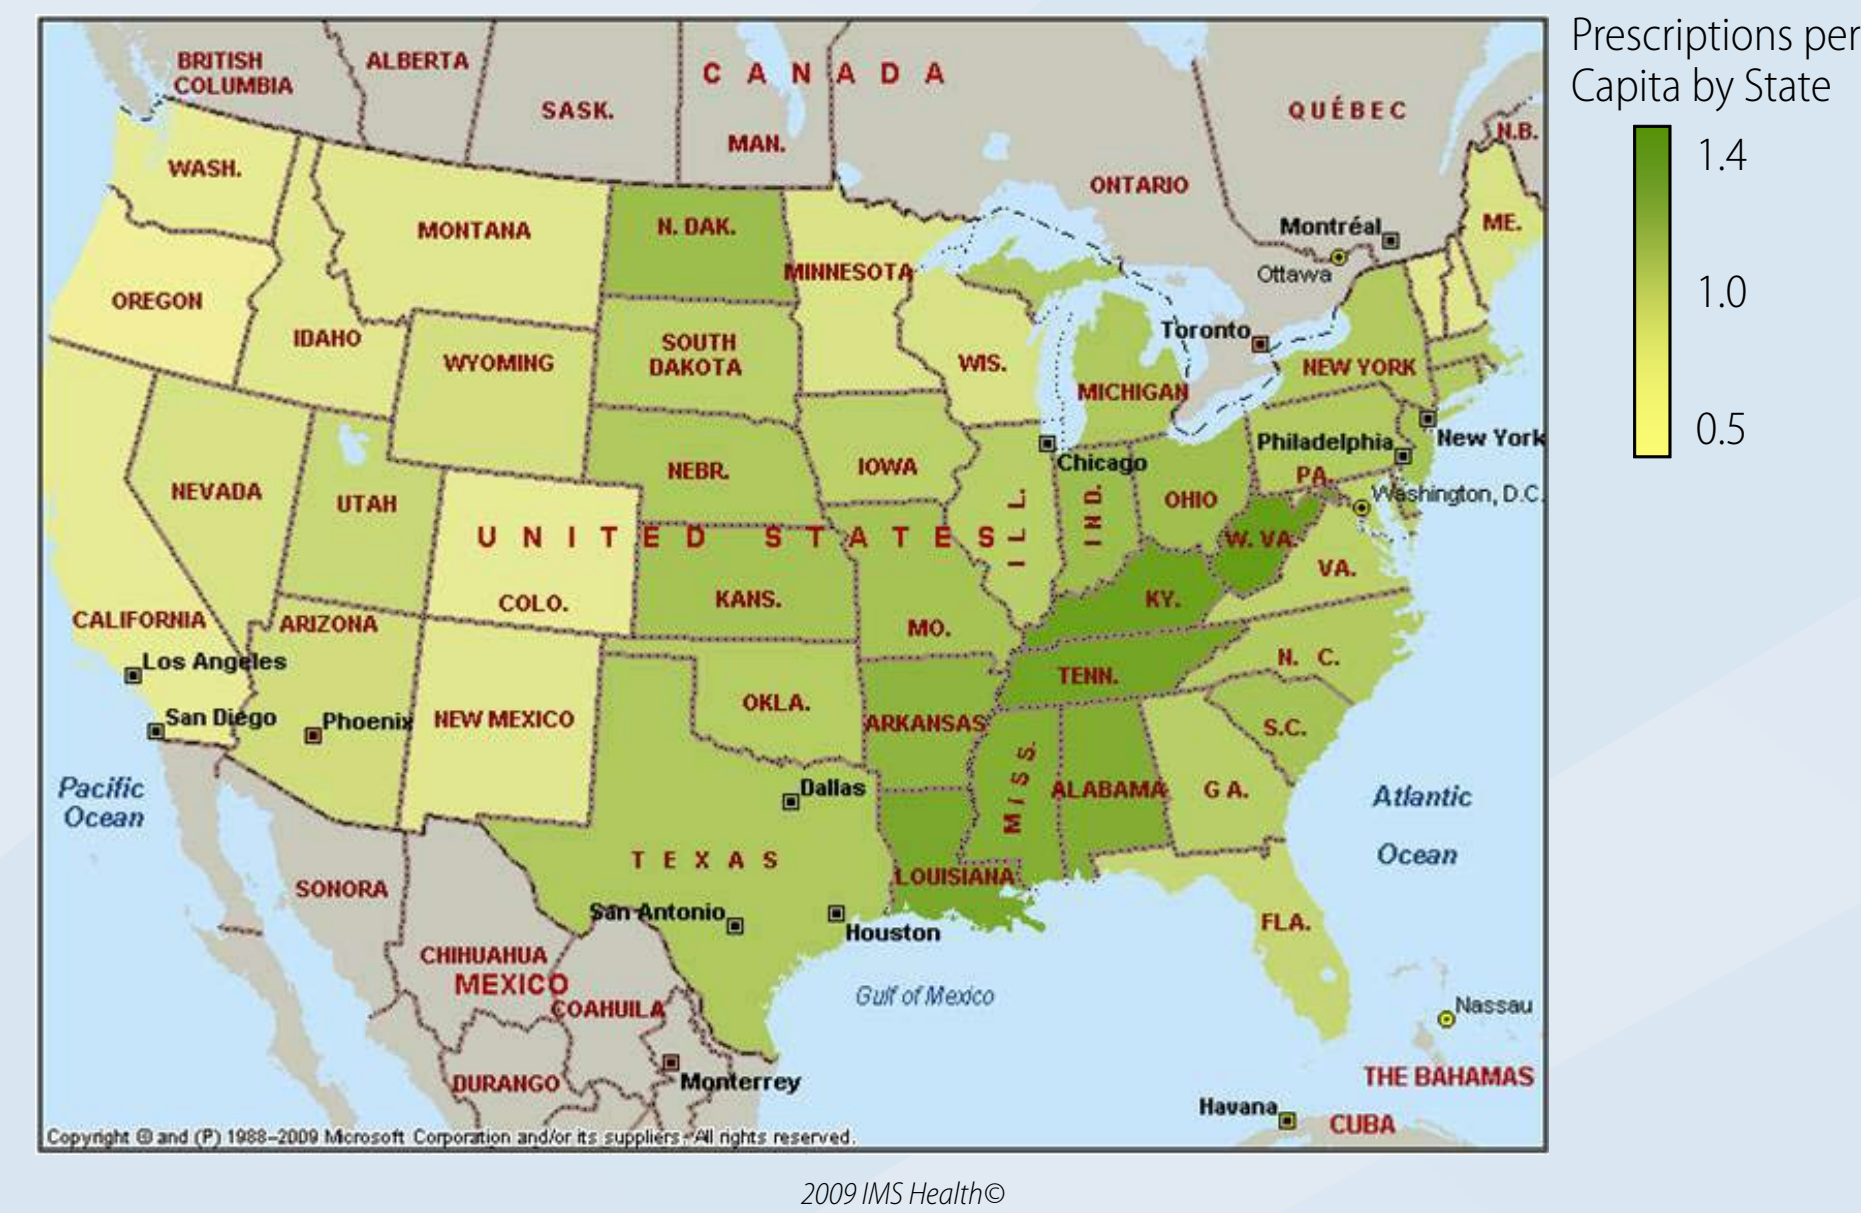 Prescriptions per
Capita by State
1.4
1.0
0.5
BRITISH
COLUMBIA
ALBERTA
SASK.
CANADA
MAN.
ONTARIO
QUÉBEC
N.B.
WASH.
MONTANA
N. DAK.
MINNESOTA
Montréal
Ottawa
ME.
OREGON
IDAHO
WYOMING
SOUTH
DAKOTA
WIS.
MICHIGAN
Toronto
NEW YORK
NEVADA
UTAH
NEBR.
IOWA
Chicago
ILL.
IND.
OHIO
Philadelphia
PA.
New York
Washington, D.C.
UNITED STATES
COLO.
KANS.
MO.
KY.
W. VA.
VA.
CALIFORNIA
ARIZONA
Los Angeles
San Diego
Phoenix
NEW MEXICO
OKLA.
ARKANSAS
TENN.
N. C.
S.C.
MISS.
ALABAMA
GA.
Pacific
Ocean
Dallas
TEXAS
LOUISIANA
Atlantic
Ocean
SONORA
San Antonio
Houston
FLA.
CHIHUAHUA
MEXICO
COAHUILA
Gulf of Mexico
Nassau
DURANGO
Monterrey
THE BAHAMAS
Havana
CUBA
Copyright © and (P) 1988–2009 Microsoft Corporation and/or its suppliers. All rights reserved.
2009 IMS Health©